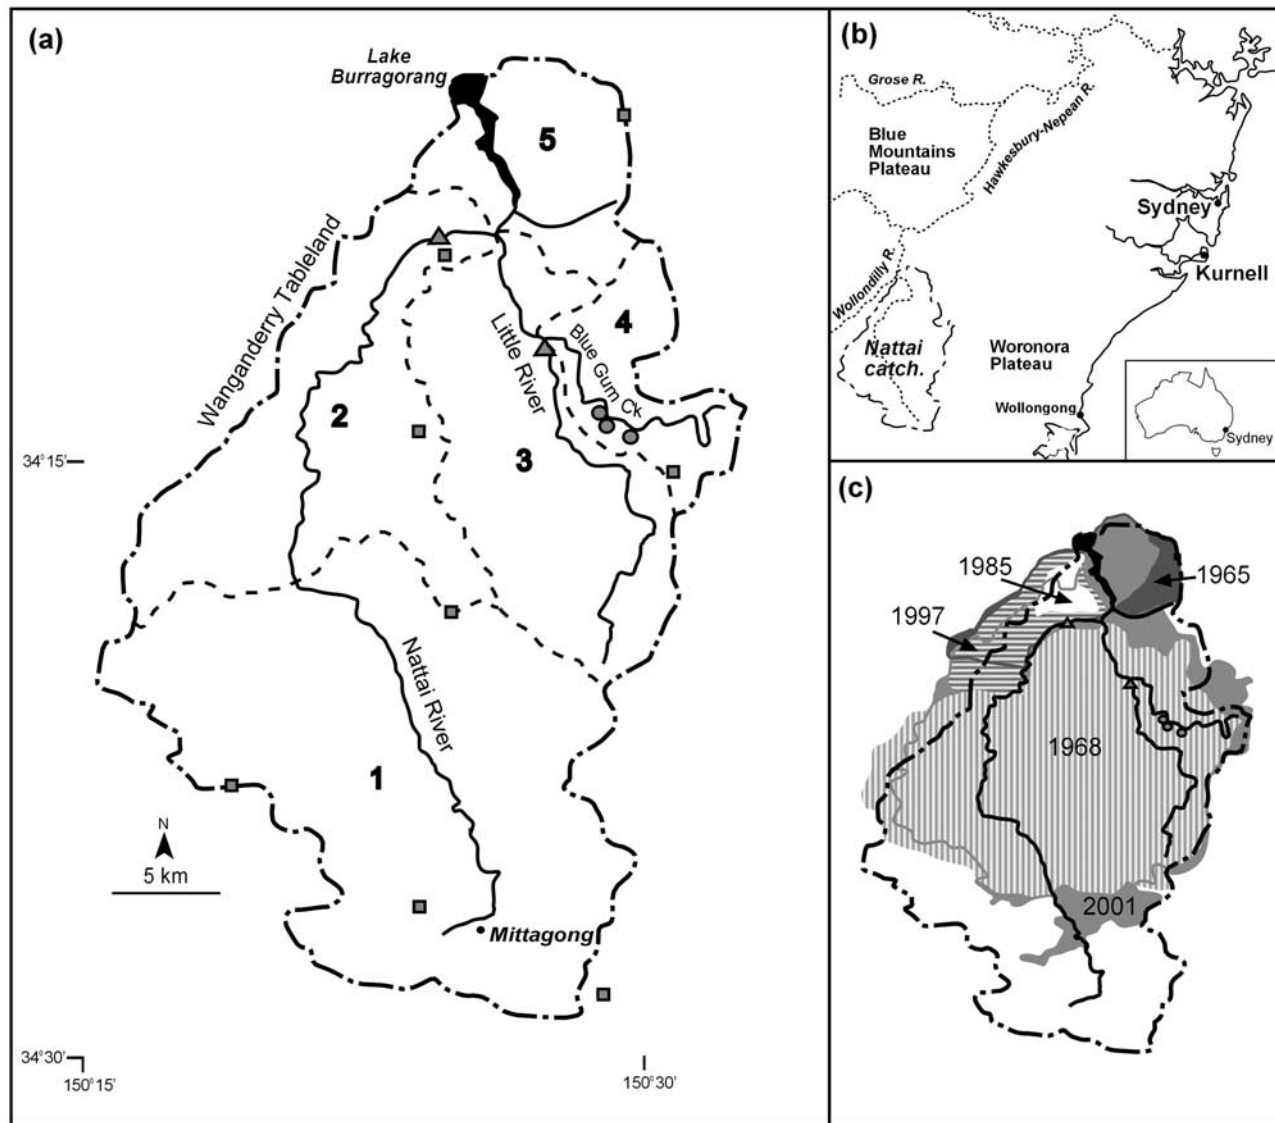 (a)
Lake
Burragorang
5
Wanganderry Tableland
4
Little River
Blue Gum Ck
2
3
34°15'
Nattai River
1
N
5 km
Mittagong
34°30'
150°15'
150°30'
(b)
Grose R.
Hawkesbury-Nepean R.
Blue
Mountains
Plateau
Sydney
Kurnell
Wollondilly R.
Nattai
catch.
Woronora
Plateau
Wollongong
Sydney
(c)
1985
1965
1997
1968
2001